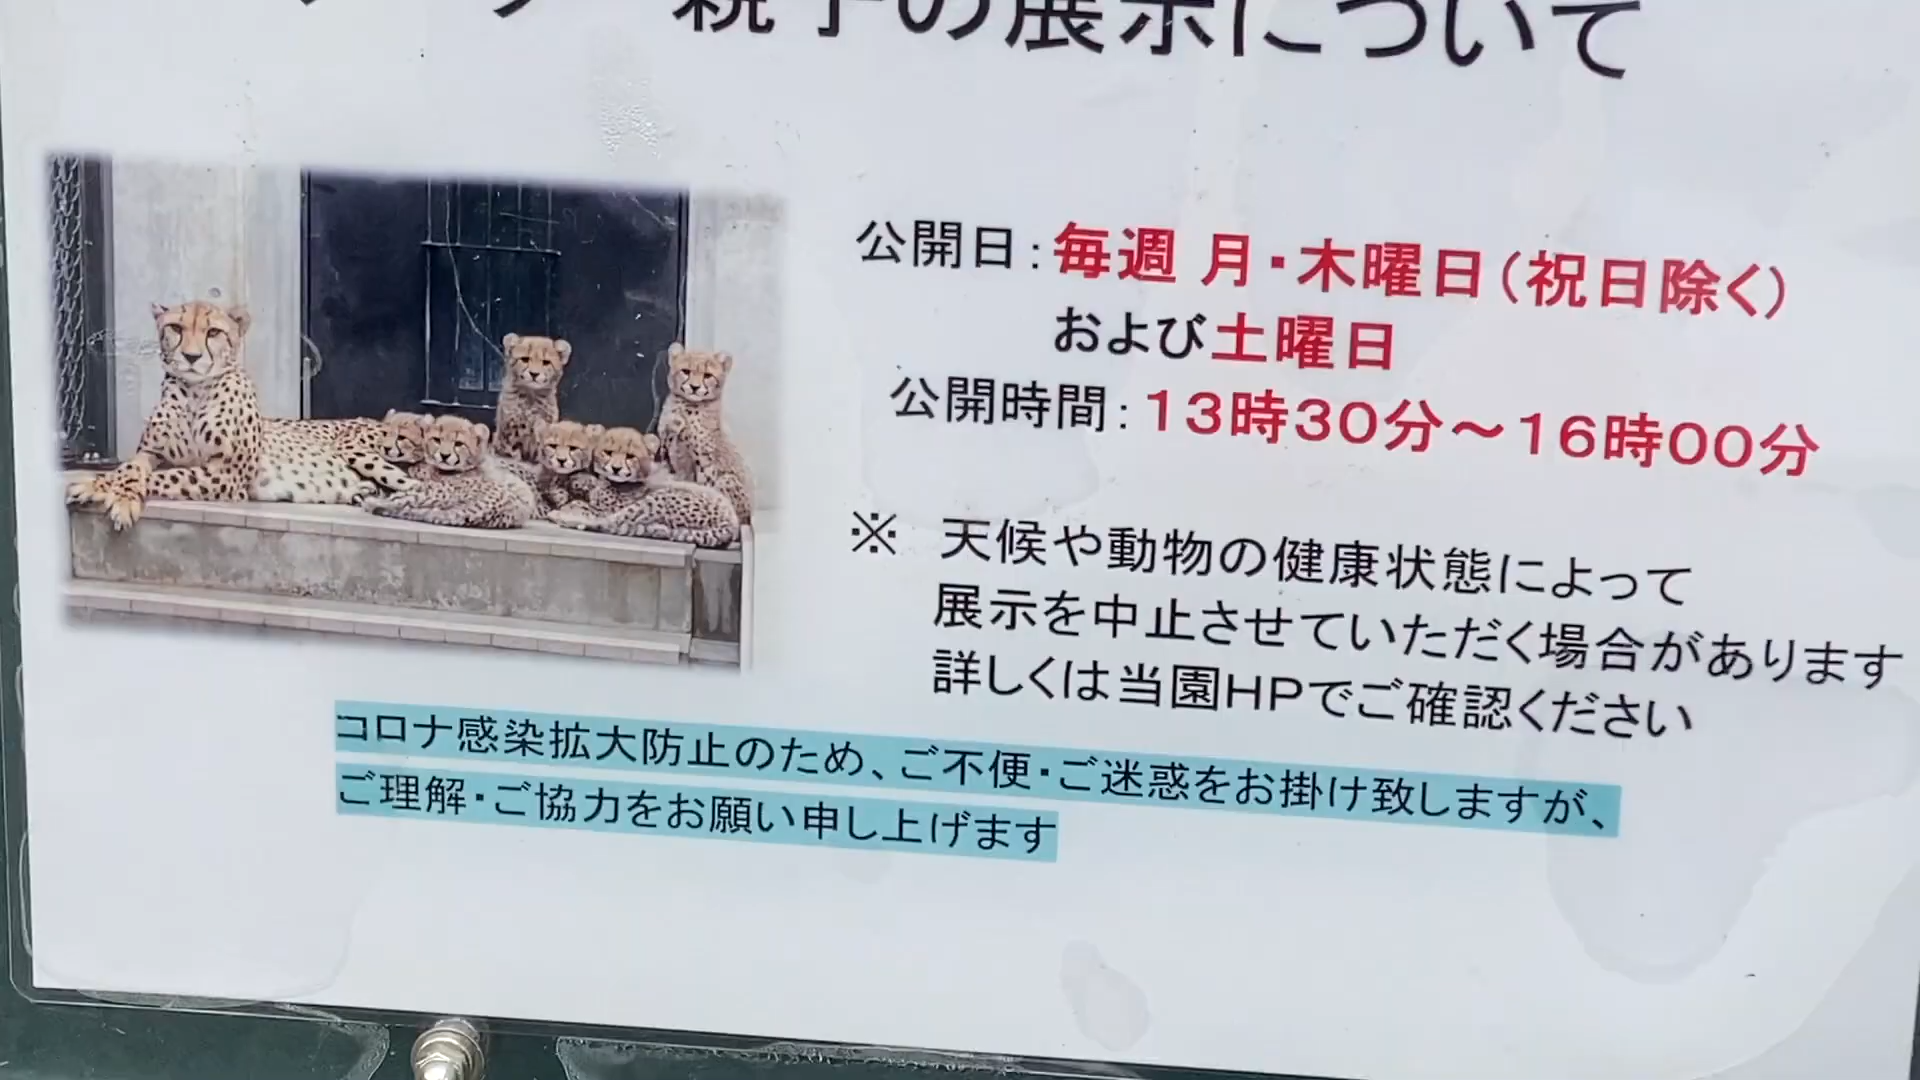 親子の展示について
公開日：毎週 月・木曜日（祝日除く）
および土曜日
公開時間：13時30分～16時00分
※ 天候や動物の健康状態によって
展示を中止させていただく場合があります
詳しくは当園HPでご確認ください
コロナ感染拡大防止のため、ご不便・ご迷惑をお掛け致しますが、
ご理解・ご協力をお願い申し上げます